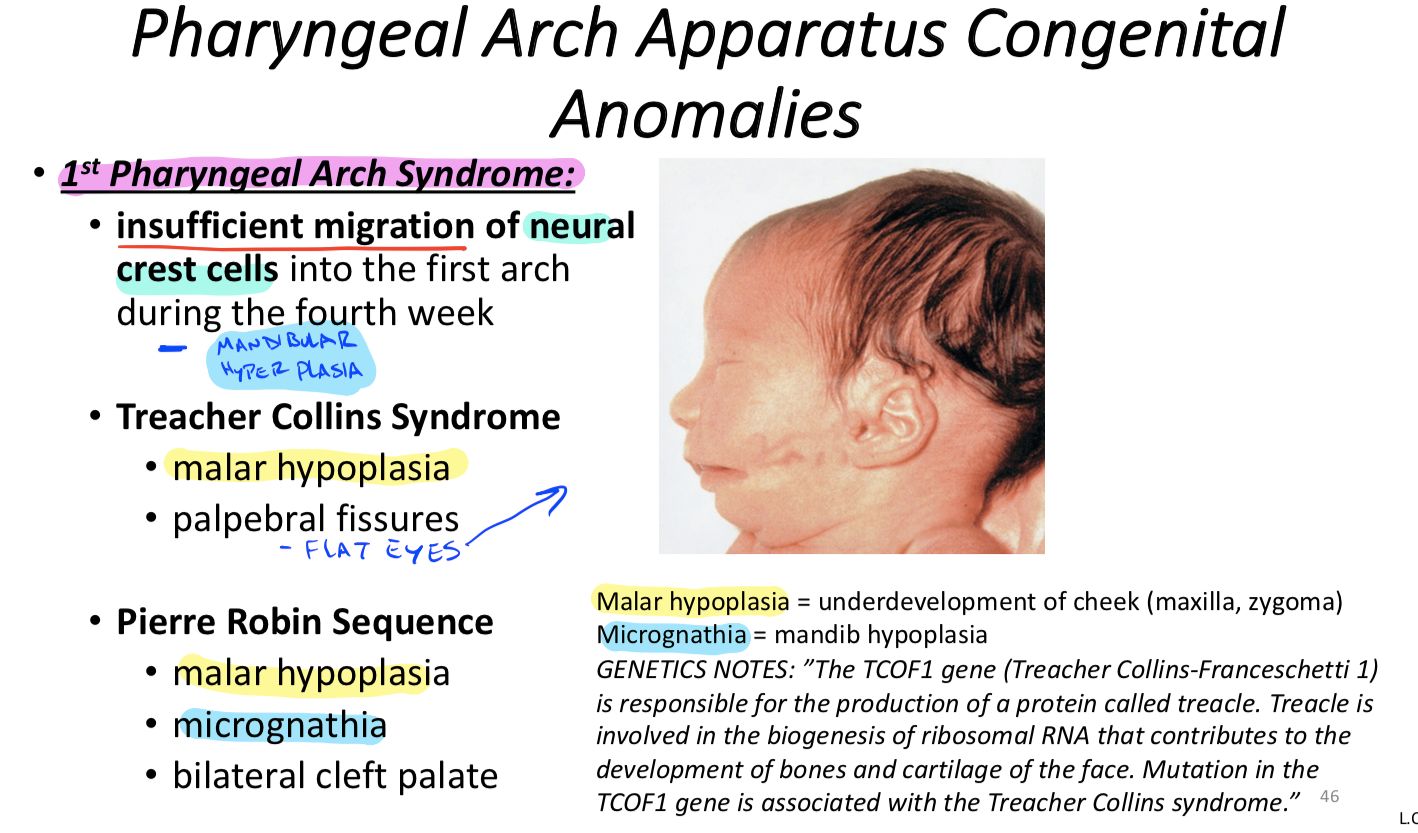 Pharyngeal Arch Apparatus Congenital
Anomalies
• 1st Pharyngeal Arch Syndrome:
• insufficient migration of neural
crest cells into the first arch
during the fourth week
– MANDIBULAR
HYPERPLASIA
• Treacher Collins Syndrome
• malar hypoplasia
• palpebral fissures
- FLAT EYES
• Pierre Robin Sequence
• malar hypoplasia
• micrognathia
• bilateral cleft palate
Malar hypoplasia = underdevelopment of cheek (maxilla, zygoma)
Micrognathia = mandib hypoplasia
GENETICS NOTES: ”The TCOF1 gene (Treacher Collins-Franceschetti 1)
is responsible for the production of a protein called treacle. Treacle is
involved in the biogenesis of ribosomal RNA that contributes to the
development of bones and cartilage of the face. Mutation in the
TCOF1 gene is associated with the Treacher Collins syndrome.”
46